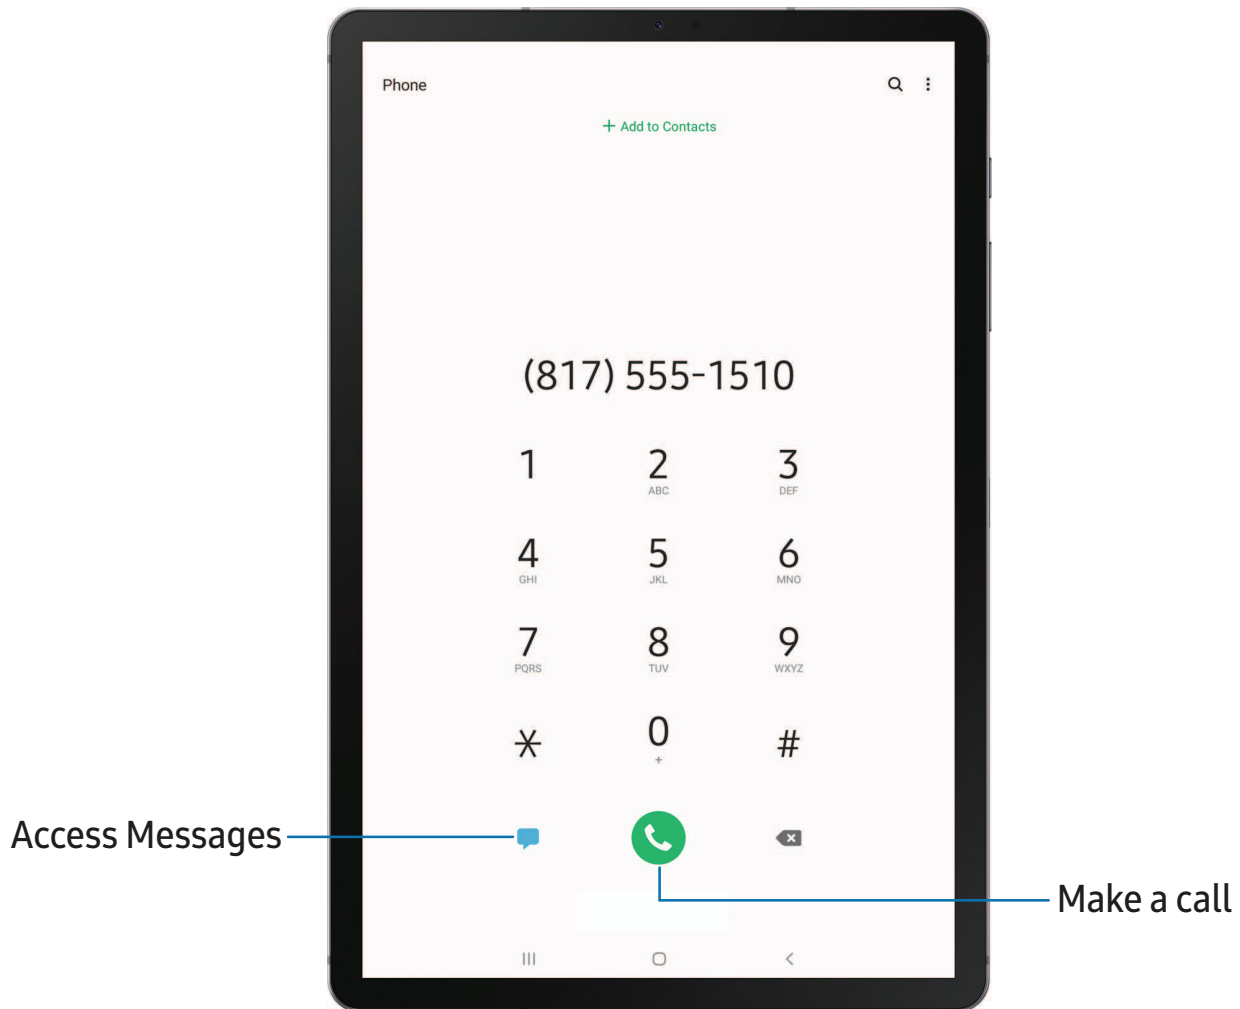 Phone
+ Add to Contacts
(817) 555-1510
1 2 3
ABC DEF
4 5 6
GHI JKL MNO
7 8 9
PQRS TUV WXYZ
* 0 #
+
Access Messages
Make a call